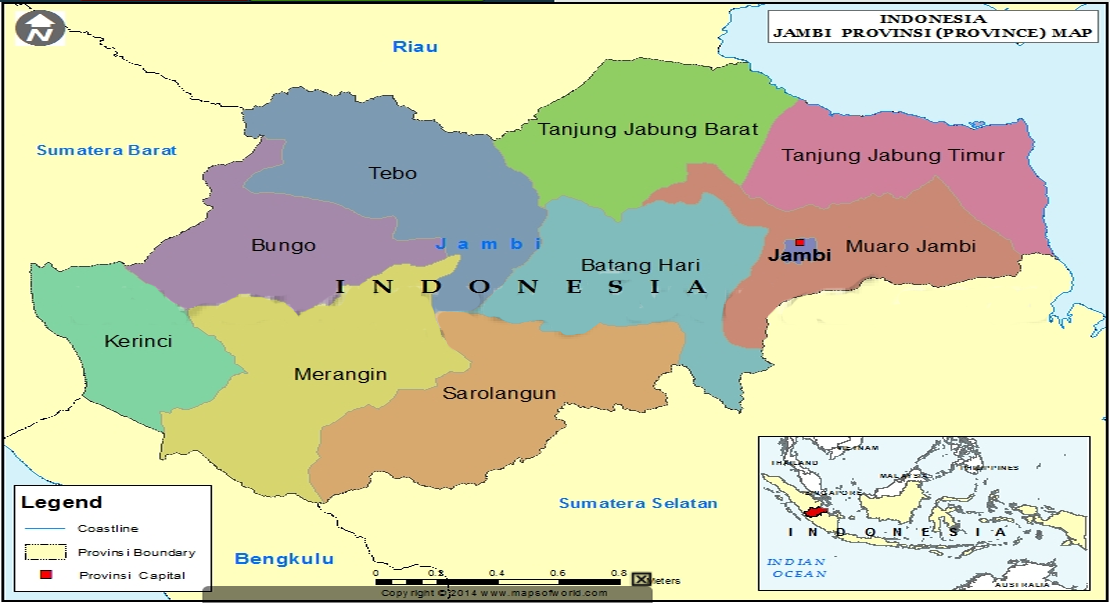 N
INDONESIA
JAMBI PROVINSI (PROVINCE) MAP
Riau
Sumatera Barat
Tanjung Jabung Barat
Tanjung Jabung Timur
Tebo
Bungo
Jambi
Batang Hari
Jambi
Muaro Jambi
INDONESIA
Kerinci
Merangin
Sarolangun
Sumatera Selatan
Bengkulu
Legend
Coastline
Provinsi Boundary
Provinsi Capital
0 0.2 0.4 0.6 0.8
Meters
Copyright © 2014 www.mapsofworld.com
VIETNAM
THAILAND
PHILIPPINES
MALAYSIA
SINGAPORE
INDONESIA
INDIAN
OCEAN
AUSTRALIA